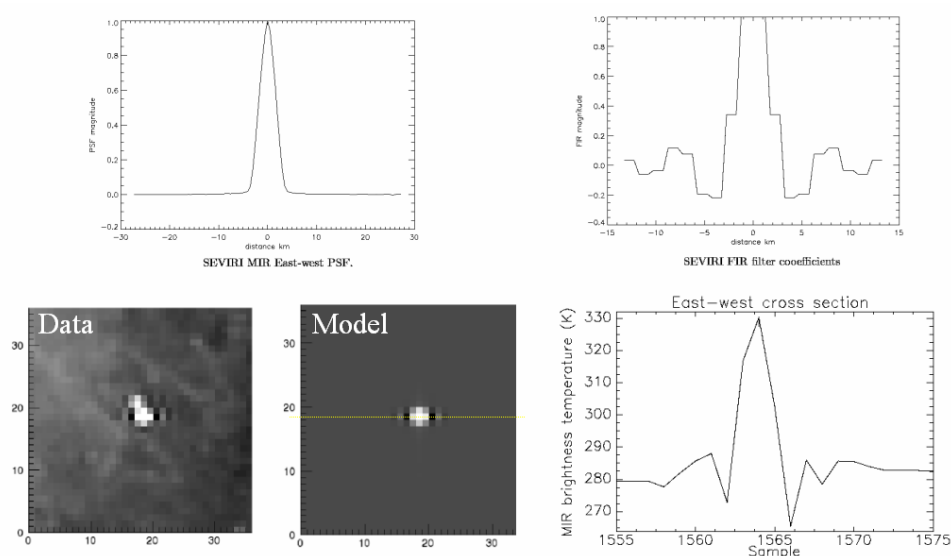 1.0
0.8
0.6
0.4
0.2
0.0
-0.2
PSF magnitude
-30 -20 -10 0 10 20 30
distance km
SEVIRI MIR East-west PSF.
1.0
0.8
0.6
0.4
0.2
0.0
-0.2
-0.4
FIR magnitude
-15 -10 -5 0 5 10 15
distance km
SEVIRI FIR filter cooefficients
Data
30
20
10
0
0 10 20 30
Model
30
20
10
0
0 10 20 30
East-west cross section
330
320
310
300
290
280
270
MIR brightness temperature (K)
1555 1560 1565 1570 1575
Sample